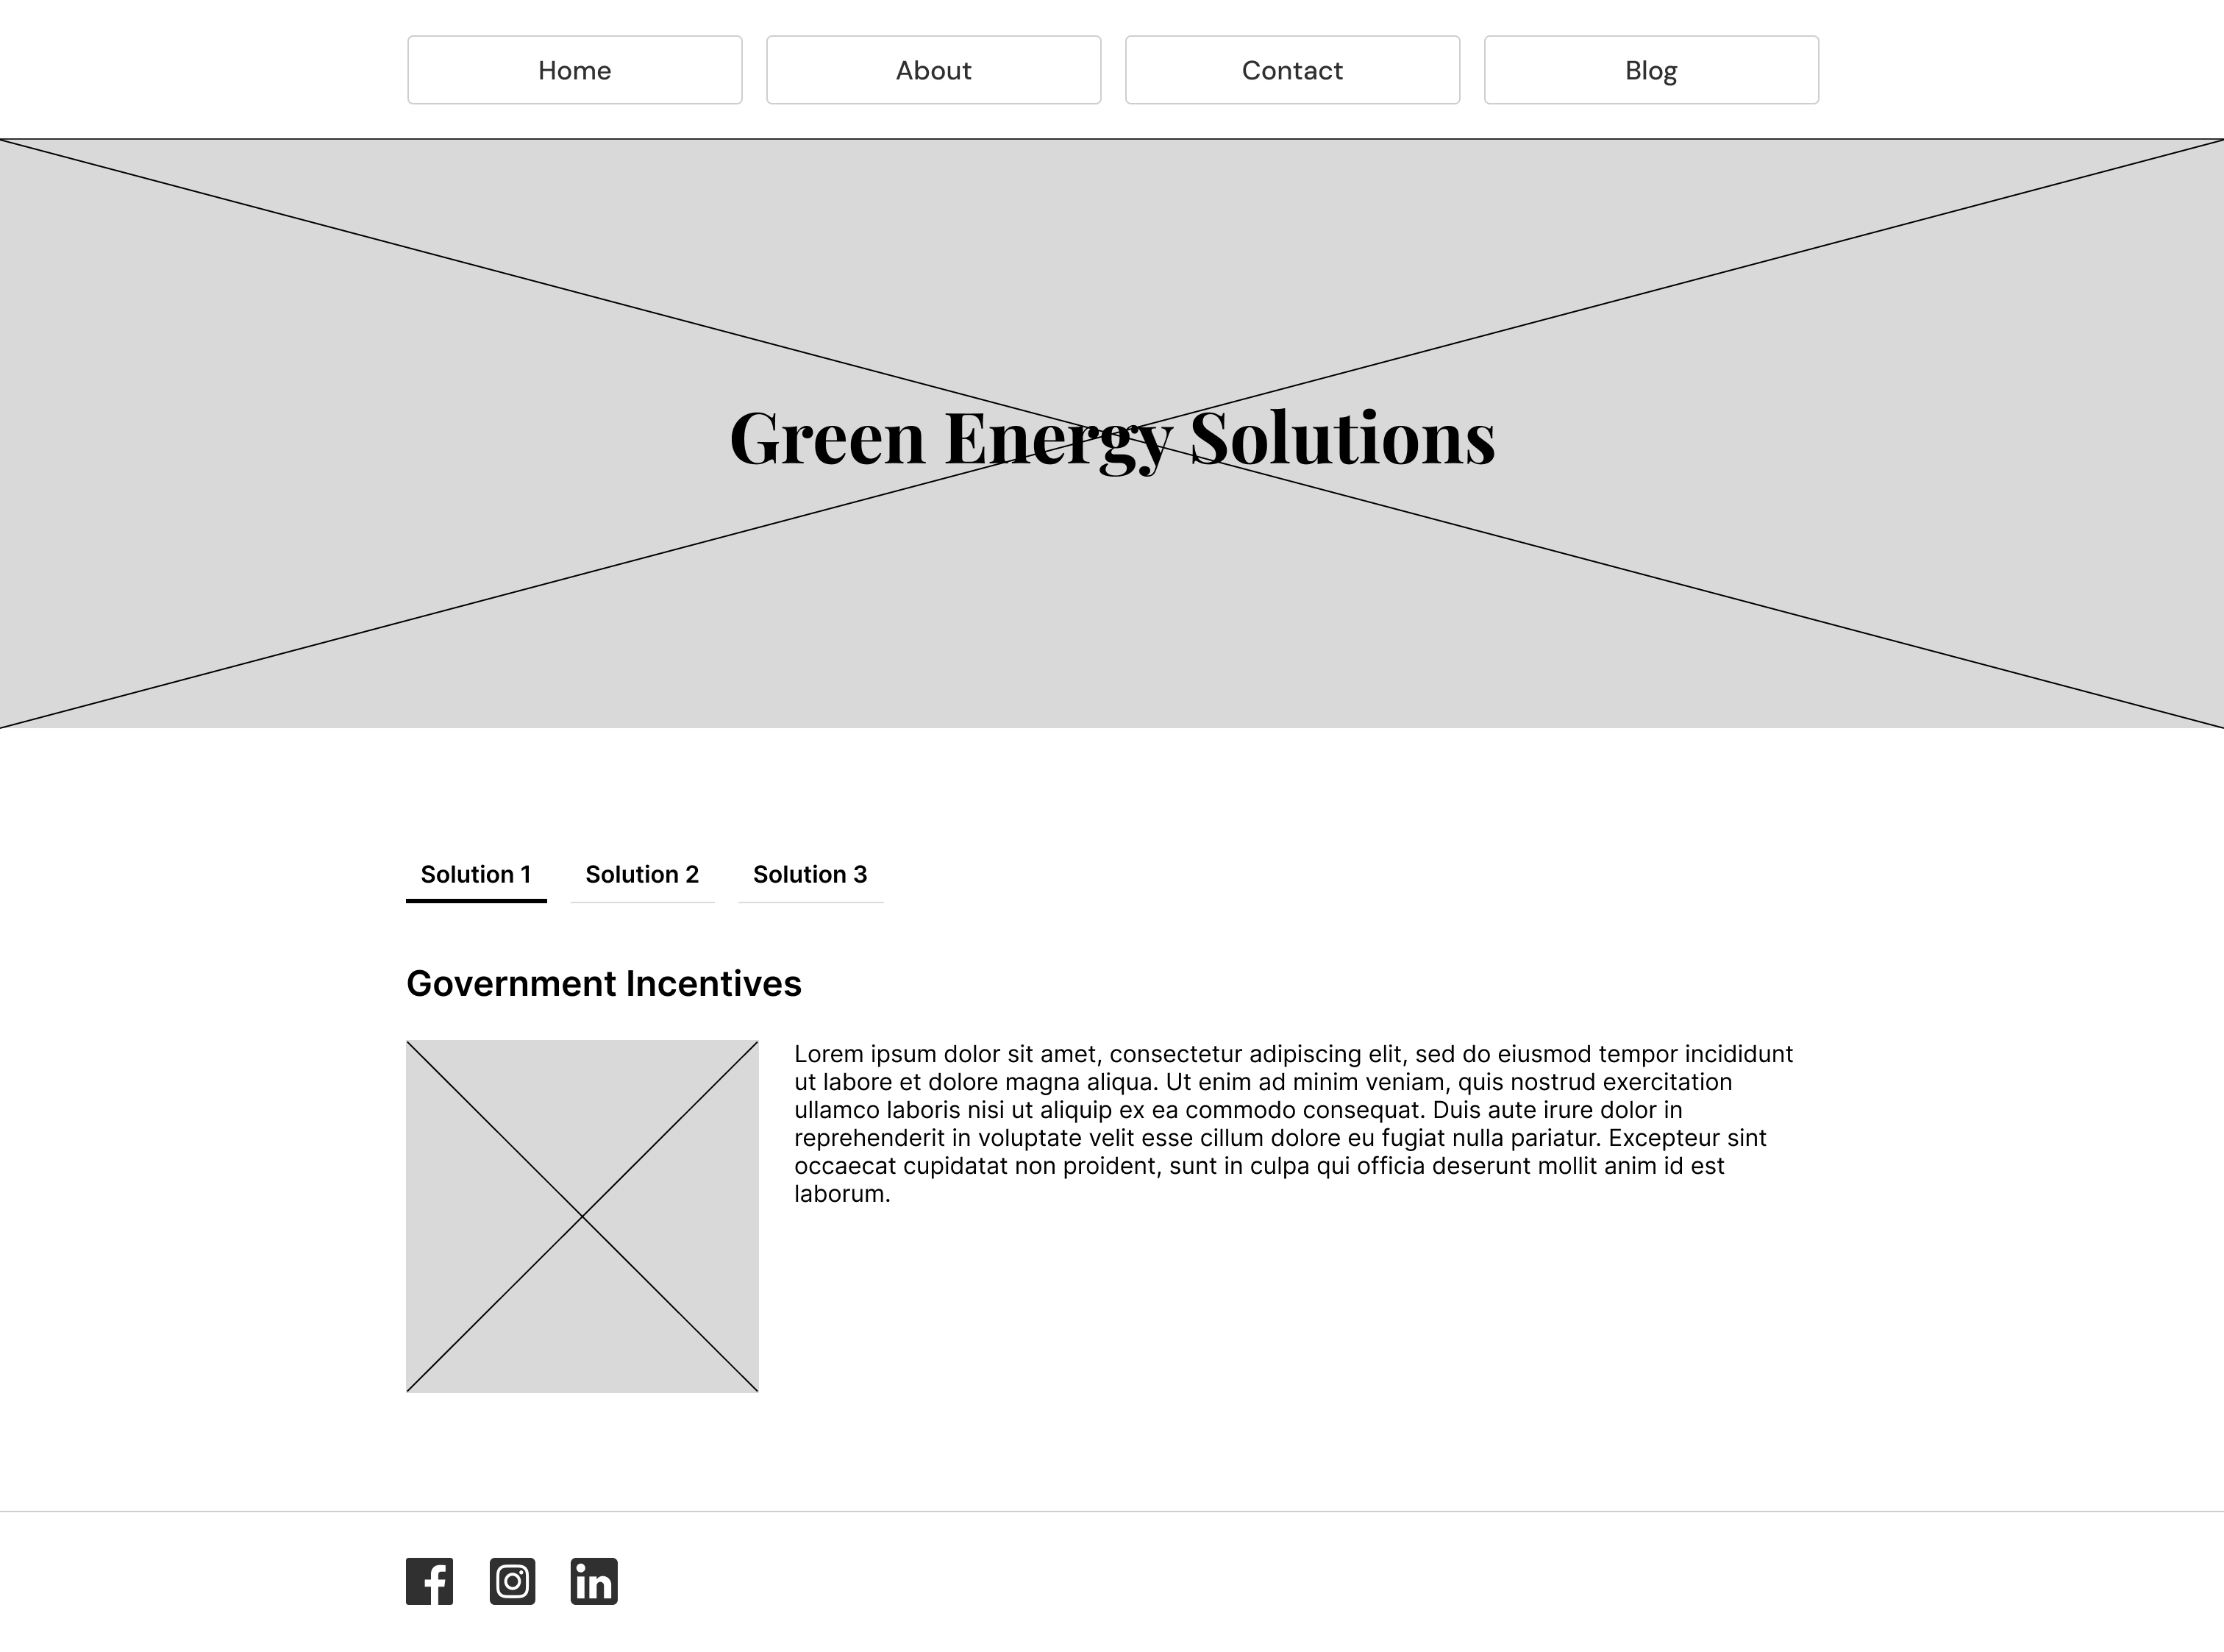 Home
About
Contact
Blog
Green Energy Solutions
Solution 1
Solution 2
Solution 3
Government Incentives
Lorem ipsum dolor sit amet, consectetur adipiscing elit, sed do eiusmod tempor incididunt
ut labore et dolore magna aliqua. Ut enim ad minim veniam, quis nostrud exercitation
ullamco laboris nisi ut aliquip ex ea commodo consequat. Duis aute irure dolor in
reprehenderit in voluptate velit esse cillum dolore eu fugiat nulla pariatur. Excepteur sint
occaecat cupidatat non proident, sunt in culpa qui officia deserunt mollit anim id est
laborum.